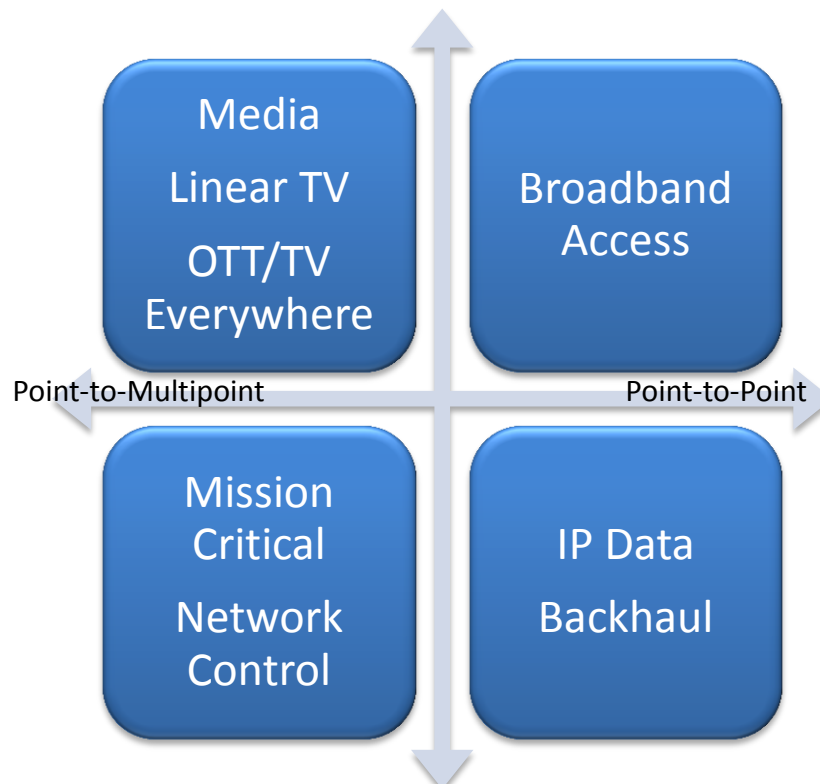 Media
Linear TV
OTT/TV
Everywhere
Broadband
Access
Point-to-Multipoint
Point-to-Point
Mission
Critical
Network
Control
IP Data
Backhaul